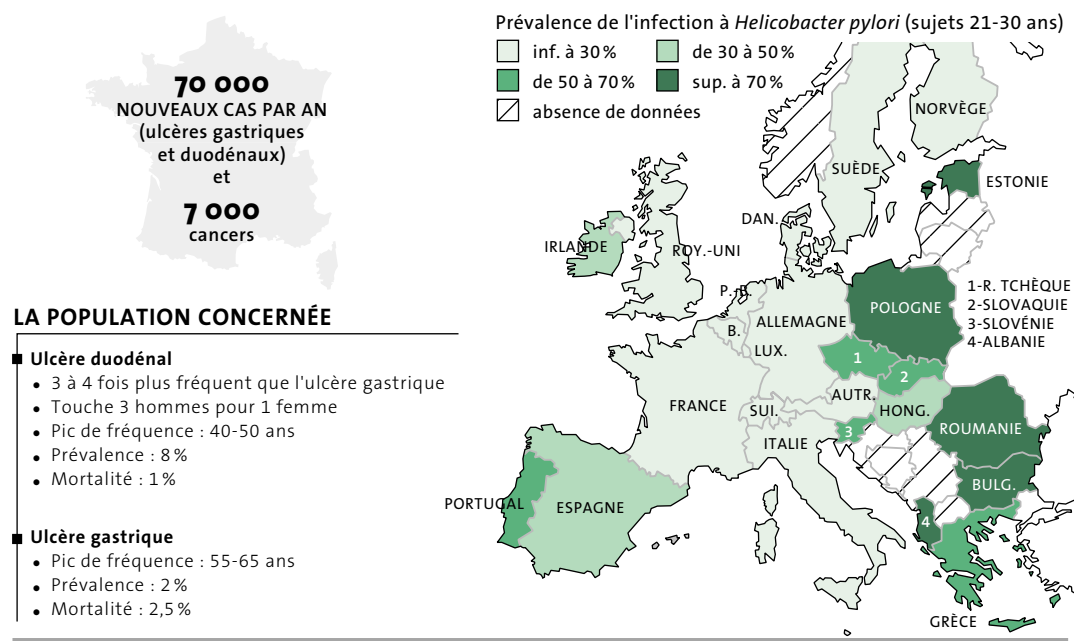 70 000
NOUVEAUX CAS PAR AN
(ulcères gastriques
et duodénaux)
et
7 000
cancers
LA POPULATION CONCERNÉE
Ulcère duodénal
• 3 à 4 fois plus fréquent que l'ulcère gastrique
• Touche 3 hommes pour 1 femme
• Pic de fréquence : 40-50 ans
• Prévalence : 8 %
• Mortalité : 1 %
Ulcère gastrique
• Pic de fréquence : 55-65 ans
• Prévalence : 2 %
• Mortalité : 2,5 %
Prévalence de l'infection à Helicobacter pylori (sujets 21-30 ans)
inf. à 30 %
de 30 à 50 %
de 50 à 70 %
sup. à 70 %
absence de données
NORVÈGE
SUÈDE
ESTONIE
DAN.
IRLANDE
ROY.-UNI
P.-B.
1-R. TCHÈQUE
2-SLOVAQUIE
3-SLOVÉNIE
4-ALBANIE
POLOGNE
B.
ALLEMAGNE
LUX.
1
2
AUTR.
FRANCE
SUI.
HONG.
3
ROUMANIE
ITALIE
BULG.
PORTUGAL
ESPAGNE
4
GRÈCE